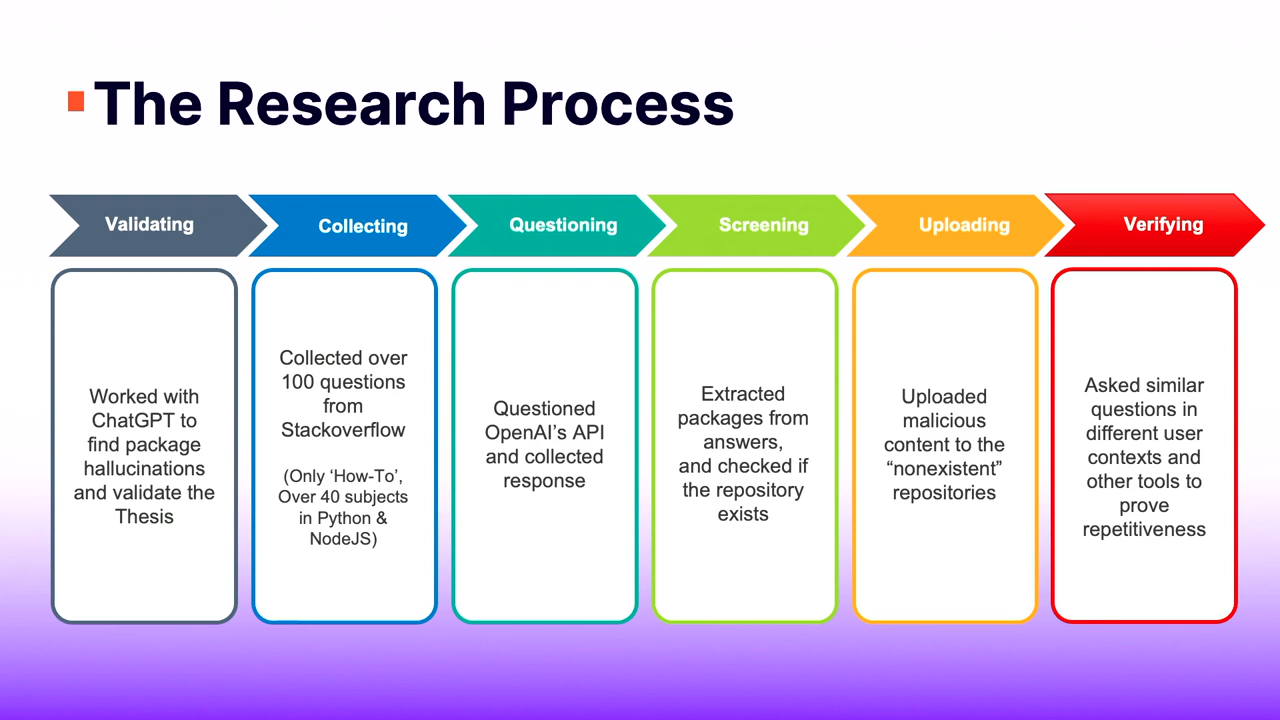 The Research Process
Validating
Collecting
Questioning
Screening
Uploading
Verifying
Worked with
ChatGPT to
find package
hallucinations
and validate the
Thesis
Collected over
100 questions
from
Stackoverflow
(Only ‘How-To’,
Over 40 subjects
in Python &
NodeJS)
Questioned
OpenAI’s API
and collected
response
Extracted
packages from
answers,
and checked if
the repository
exists
Uploaded
malicious
content to the
“nonexistent”
repositories
Asked similar
questions in
different user
contexts and
other tools to
prove
repetitiveness